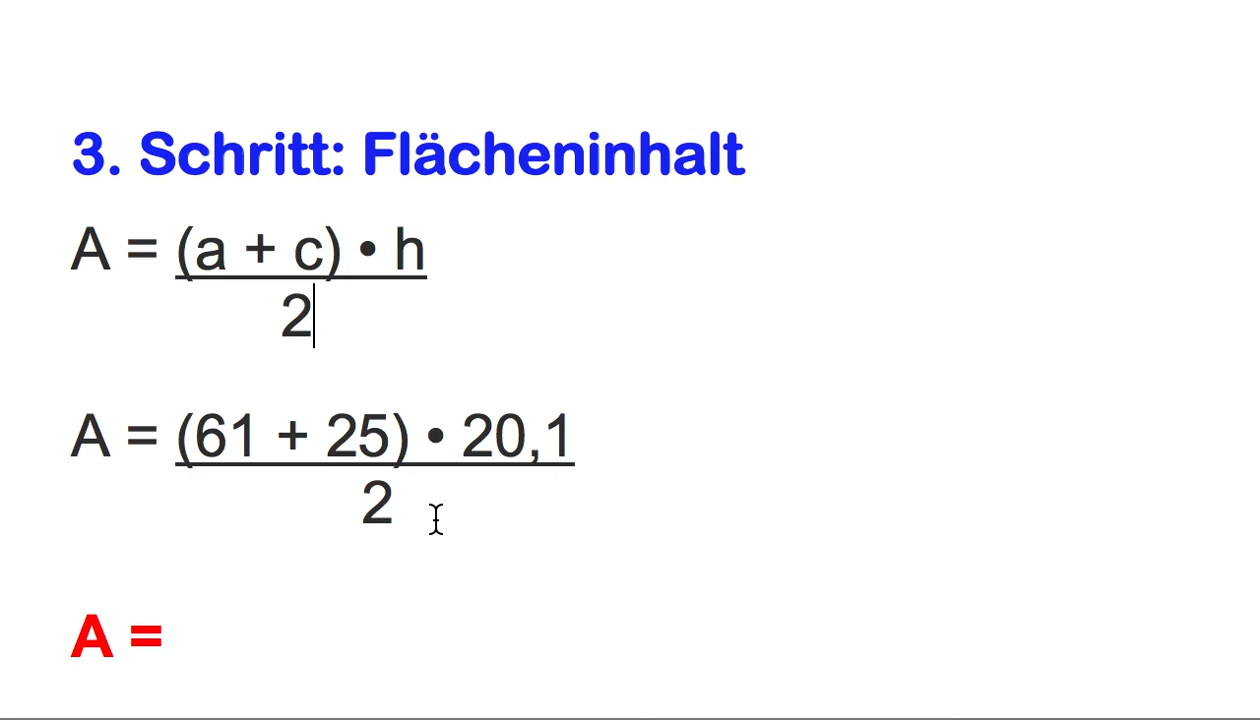 3. Schritt: Flächeninhalt
A = (a + c) • h
2
A = (61 + 25) • 20,1
2
A =